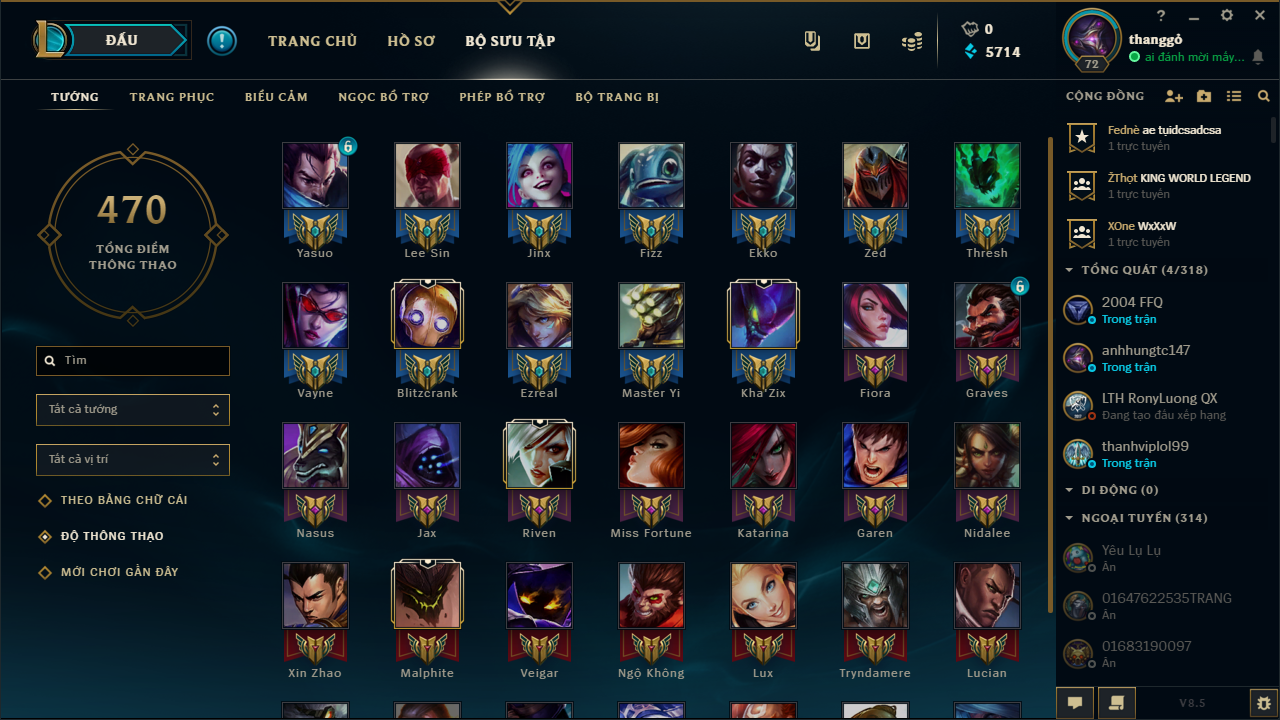 ĐẤU
TRANG CHỦ
HỒ SƠ
BỘ SƯU TẬP
0
5714
72
thanggỏ
ai đánh mời mấy...
TƯỚNG
TRANG PHỤC
BIỂU CẢM
NGỌC BỔ TRỢ
PHÉP BỔ TRỢ
BỘ TRANG BỊ
CỘNG ĐỒNG
470
TỔNG ĐIỂM
THÔNG THẠO
Tìm
Tất cả tướng
Tất cả vị trí
THEO BẢNG CHỮ CÁI
ĐỘ THÔNG THẠO
MỚI CHƠI GẦN ĐÂY
6
Yasuo
Lee Sin
Jinx
Fizz
Ekko
Zed
Thresh
6
Vayne
Blitzcrank
Ezreal
Master Yi
Kha'Zix
Fiora
Graves
Nasus
Jax
Riven
Miss Fortune
Katarina
Garen
Nidalee
Xin Zhao
Malphite
Veigar
Ngộ Không
Lux
Tryndamere
Lucian
Fednè ae tụidcsadcsa
1 trực tuyến
ŽThọt KING WORLD LEGEND
1 trực tuyến
XOne WxXxW
1 trực tuyến
TỔNG QUÁT (4/318)
2004 FFQ
Trong trận
anhhungtc147
Trong trận
LTH RonyLuong QX
Đang tạo đấu xếp hạng
thanhviplol99
Trong trận
DI ĐỘNG (0)
NGOẠI TUYẾN (314)
Yêu Lụ Lụ
Ẩn
01647622535TRANG
Ẩn
01683190097
Ẩn
V8.5